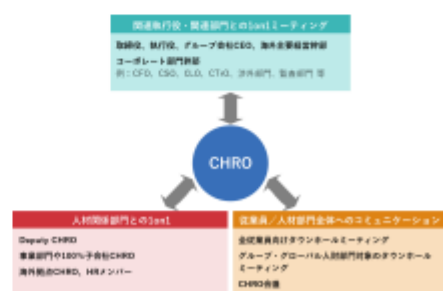 関連執行役・関連部門との1on1ミーティング
取締役、執行役、グループ会社CEO、海外主要経営幹部
コーポレート部門幹部
例：CFO、CSO、CLO、CTrO、渉外部門、監査部門 等
CHRO
人材関係部門との1on1
Deputy CHRO
事業部門や100％子会社CHRO
海外拠点CHRO、HRメンバー
従業員／人材部門全体へのコミュニケーション
全従業員向けタウンホールミーティング
グループ・グローバル人財部門対象のタウンホール
ミーティング
CHRO会議